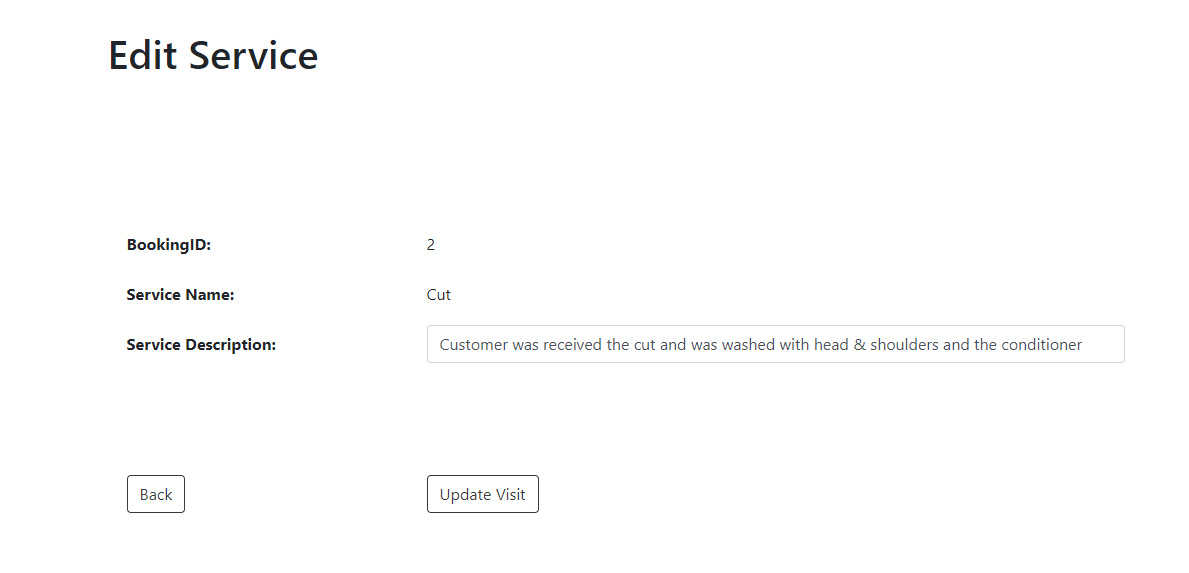 Edit Service
BookingID: 2
Service Name: Cut
Service Description: Customer was received the cut and was washed with head & shoulders and the conditioner
Back Update Visit